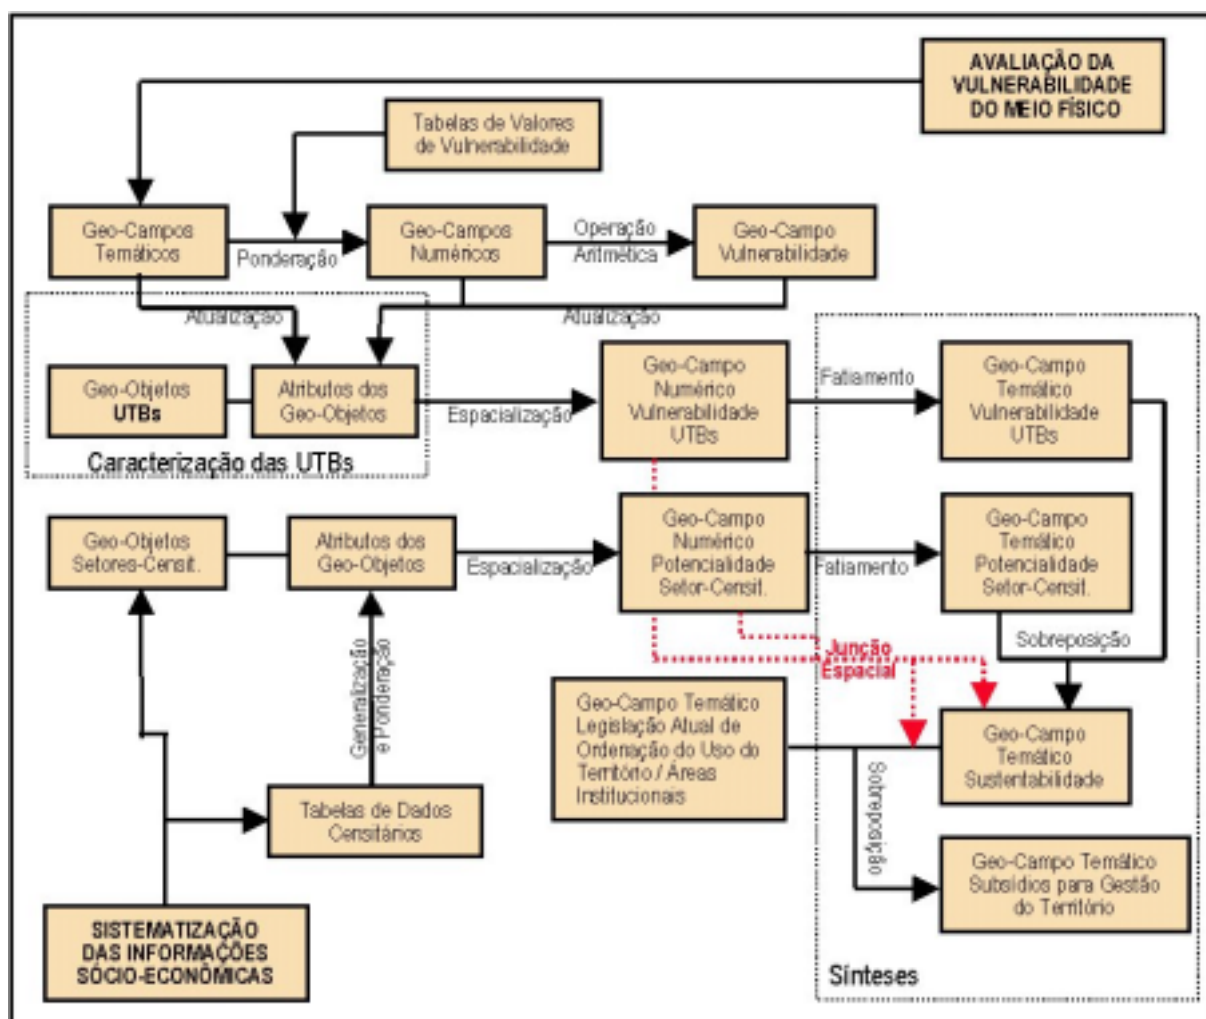 AVALIAÇÃO DA
VULNERABILIDADE
DO MEIO FÍSICO
Tabelas de Valores
de Vulnerabilidade
Geo-Campos
Temáticos
Ponderação
Geo-Campos
Numéricos
Operação
Aritmética
Geo-Campo
Vulnerabilidade
Atualização
Atualização
Geo-Objetos
UTBs
Atributos dos
Geo-Objetos
Caracterização das UTBs
Espacialização
Geo-Campo
Numérico
Vulnerabilidade
UTBs
Fatiamento
Geo-Campo
Temático
Vulnerabilidade
UTBs
Geo-Objetos
Setores-Censit.
Atributos dos
Geo-Objetos
Espacialização
Geo-Campo
Numérico
Potencialidade
Setor-Censit.
Fatiamento
Geo-Campo
Temático
Potencialidade
Setor-Censit.
Sobreposição
Junção
Espacial
Generalização
e Ponderação
Geo-Campo Temático
Legislação Atual de
Ordenação do Uso do
Território / Áreas
Institucionais
Geo-Campo
Temático
Sustentabilidade
Sobreposição
Tabelas de Dados
Censitários
Geo-Campo Temático
Subsídios para Gestão
do Território
SISTEMATIZAÇÃO
DAS INFORMAÇÕES
SÓCIO-ECONÔMICAS
Sínteses